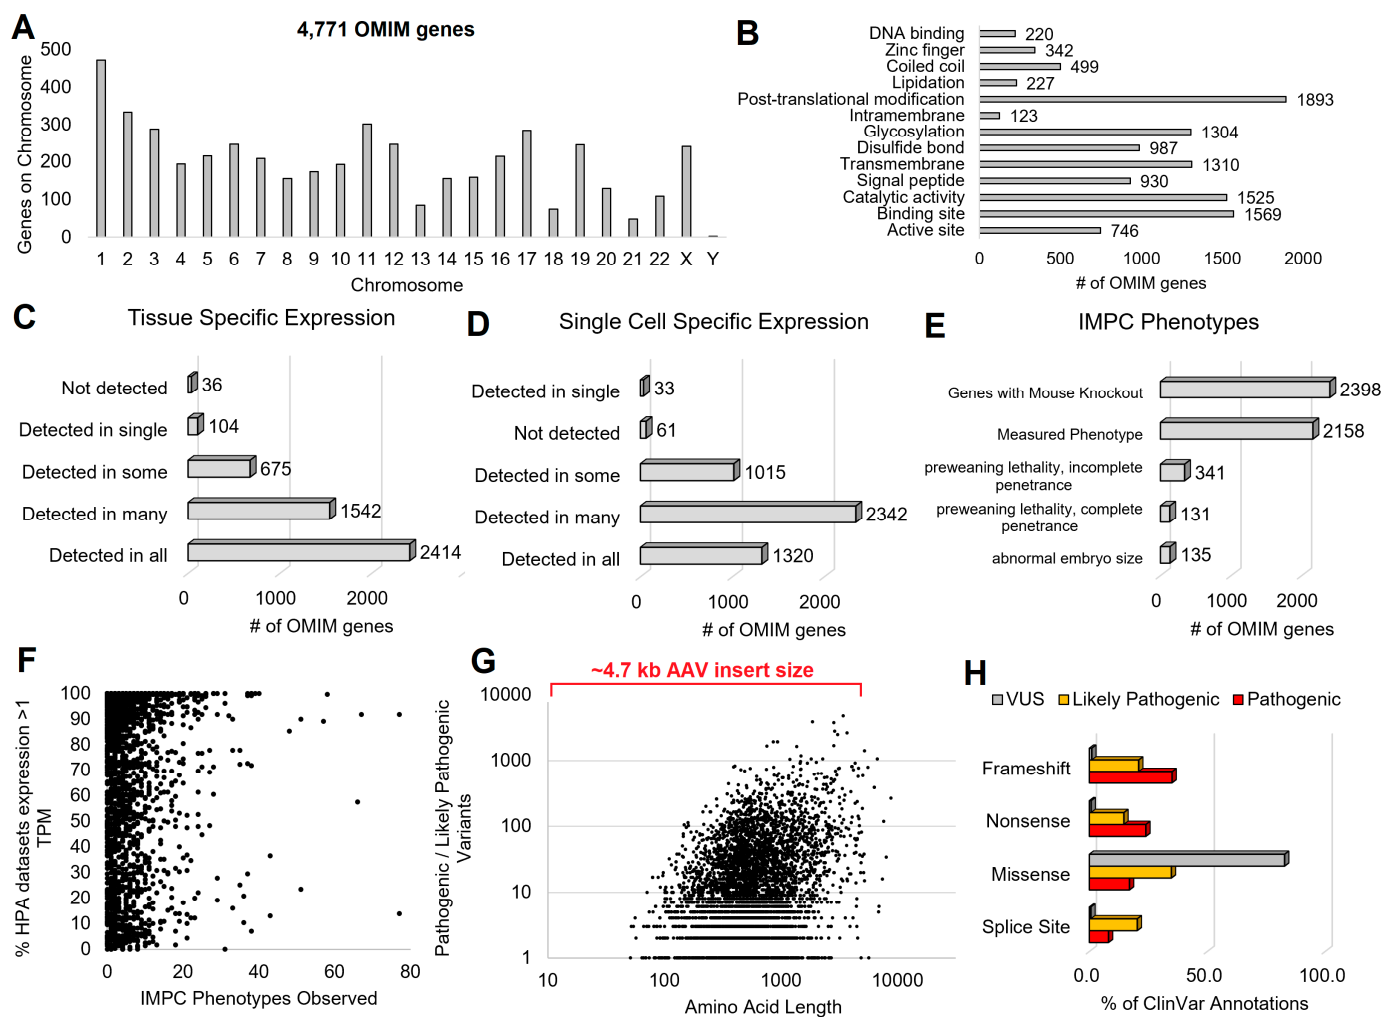 A
4,771 OMIM genes
Genes on Chromosome
500
400
300
200
100
0
1 2 3 4 5 6 7 8 9 10 11 12 13 14 15 16 17 18 19 20 21 22 X Y
Chromosome
B
DNA binding 220
Zinc finger 342
Coiled coil 499
Lipidation 227
Post-translational modification 1893
Intramembrane 123
Glycosylation 1304
Disulfide bond 987
Transmembrane 1310
Signal peptide 930
Catalytic activity 1525
Binding site 1569
Active site 746
0 500 1000 1500 2000
# of OMIM genes
C
Tissue Specific Expression
Not detected 36
Detected in single 104
Detected in some 675
Detected in many 1542
Detected in all 2414
0 1000 2000
# of OMIM genes
D
Single Cell Specific Expression
Detected in single 33
Not detected 61
Detected in some 1015
Detected in many 2342
Detected in all 1320
0 1000 2000
# of OMIM genes
E
IMPC Phenotypes
Genes with Mouse Knockout 2398
Measured Phenotype 2158
preweaning lethality, incomplete
penetrance 341
preweaning lethality, complete
penetrance 131
abnormal embryo size 135
0 1000 2000
# of OMIM genes
F
% HPA datasets expression >1
TPM
100
90
80
70
60
50
40
30
20
10
0
0 20 40 60 80
IMPC Phenotypes Observed
G
~4.7 kb AAV insert size
Pathogenic / Likely Pathogenic
Variants
10000
1000
100
10
1
10 100 1000 10000
Amino Acid Length
H
VUS Likely Pathogenic Pathogenic
Frameshift
Nonsense
Missense
Splice Site
0.0 50.0 100.0
% of ClinVar Annotations